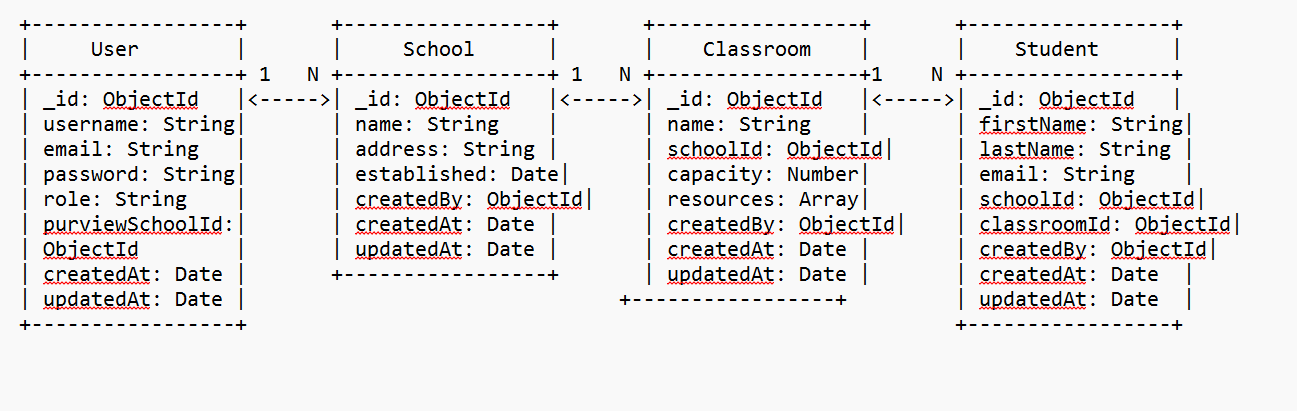 +-----------------+       +-----------------+       +-----------------+       +-----------------+
|     User        |       |     School      |       |    Classroom    |       |    Student      |
+-----------------+ 1   N +-----------------+ 1   N +-----------------+1    N +-----------------+
| _id: ObjectId   |<----->| _id: ObjectId   |<----->| _id: ObjectId   |<----->| _id: ObjectId   |
| username: String|       | name: String    |       | name: String    |       | firstName: String|
| email: String   |       | address: String |       | schoolId: ObjectId|     | lastName: String |
| password: String|       | established: Date|      | capacity: Number|       | email: String    |
| role: String    |       | createdBy: ObjectId|    | resources: Array|       | schoolId: ObjectId|
| purviewSchoolId:|       | createdAt: Date |       | createdBy: ObjectId|    | classroomId: ObjectId|
| ObjectId        |       | updatedAt: Date |       | createdAt: Date |       | createdBy: ObjectId|
| createdAt: Date |       +-----------------+       | updatedAt: Date |       | createdAt: Date  |
| updatedAt: Date |                               +-----------------+         | updatedAt: Date  |
+-----------------+                                                           +-----------------+